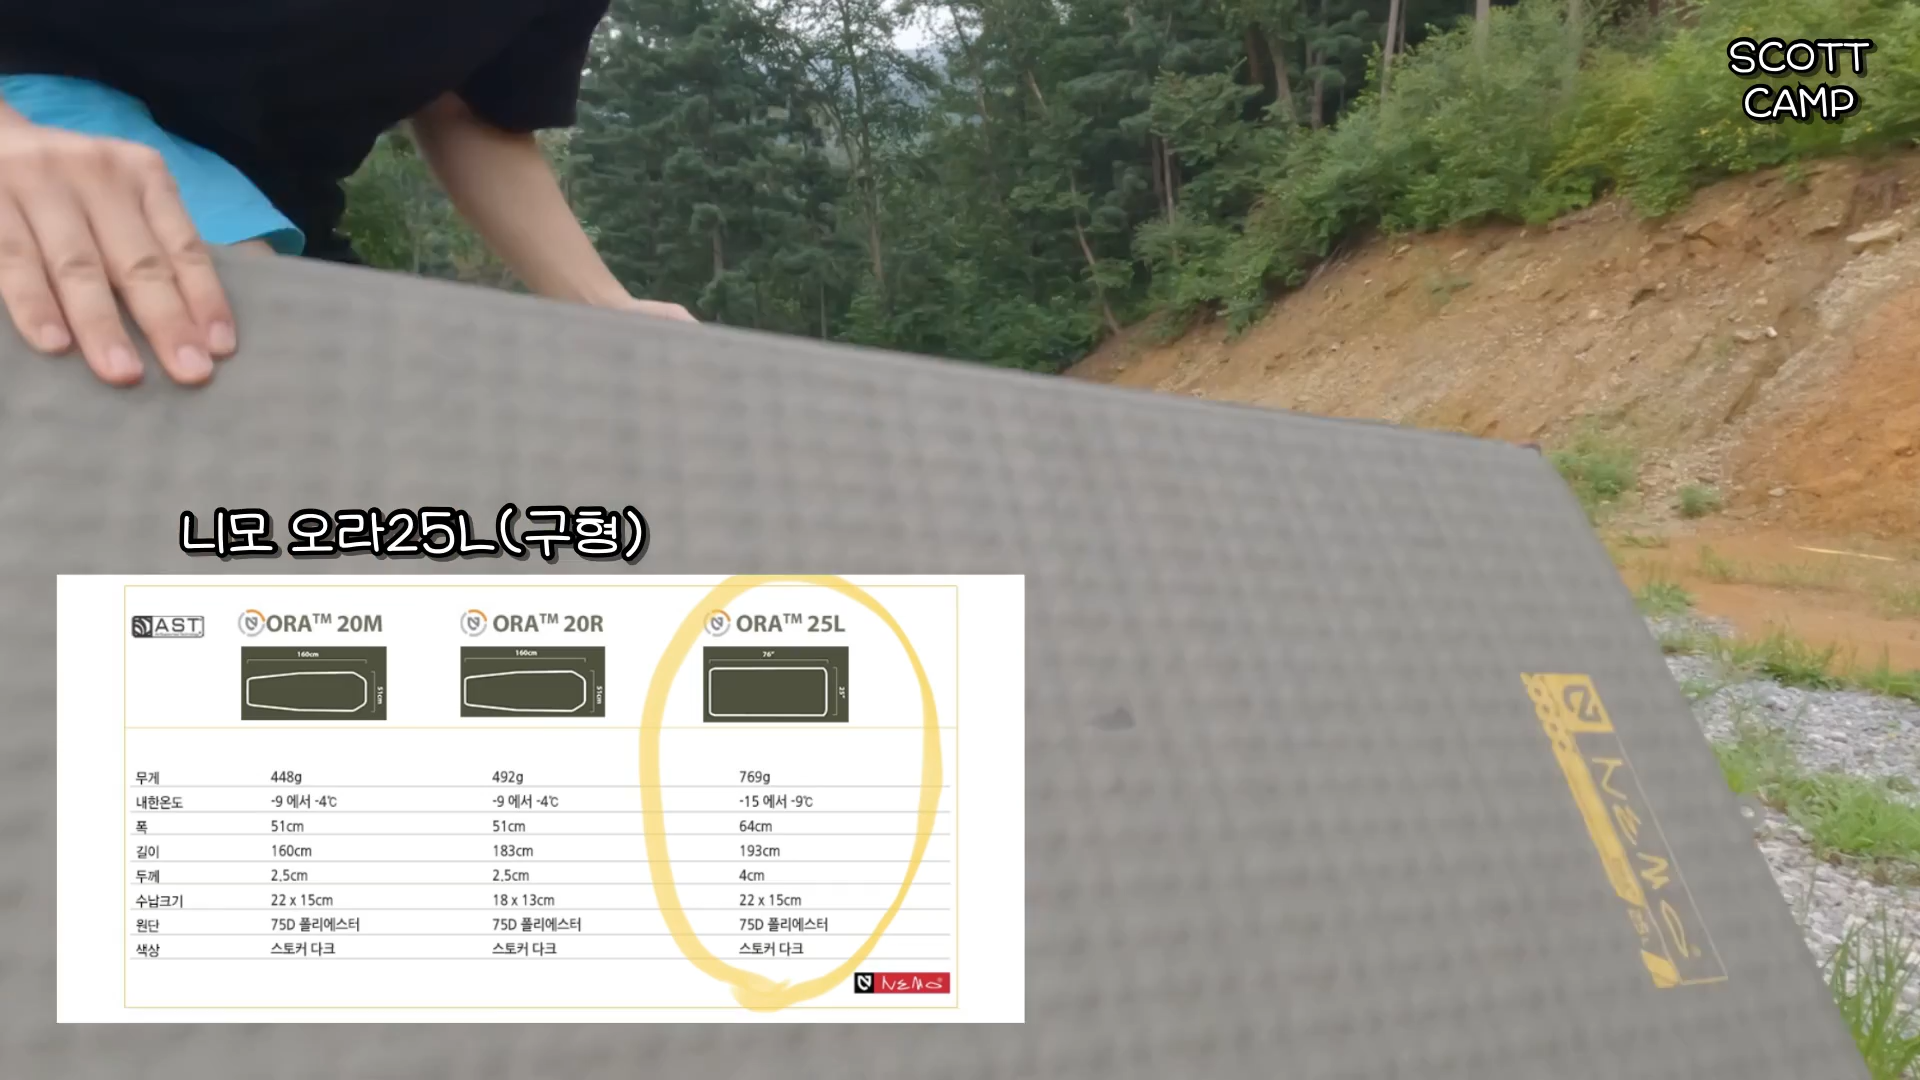 SCOTT
CAMP
니모 오라25L(구형)
AST
ORA™ 20M
ORA™ 20R
ORA™ 25L
160cm
51cm
160cm
51cm
76"
25"
무게 448g 492g 769g
내한온도 -9 에서 -4℃ -9 에서 -4℃ -15 에서 -9℃
폭 51cm 51cm 64cm
길이 160cm 183cm 193cm
두께 2.5cm 2.5cm 4cm
수납크기 22 x 15cm 18 x 13cm 22 x 15cm
원단 75D 폴리에스터 75D 폴리에스터 75D 폴리에스터
색상 스토커 다크 스토커 다크 스토커 다크
NEMO
NEMO